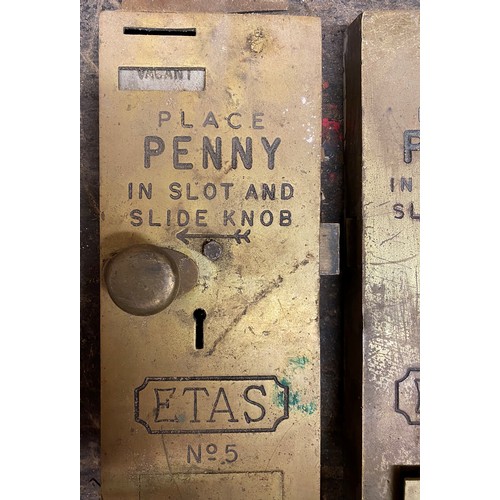 VACANT
PLACE
PENNY
IN SLOT AND
SLIDE KNOB
ETAS
Nº5